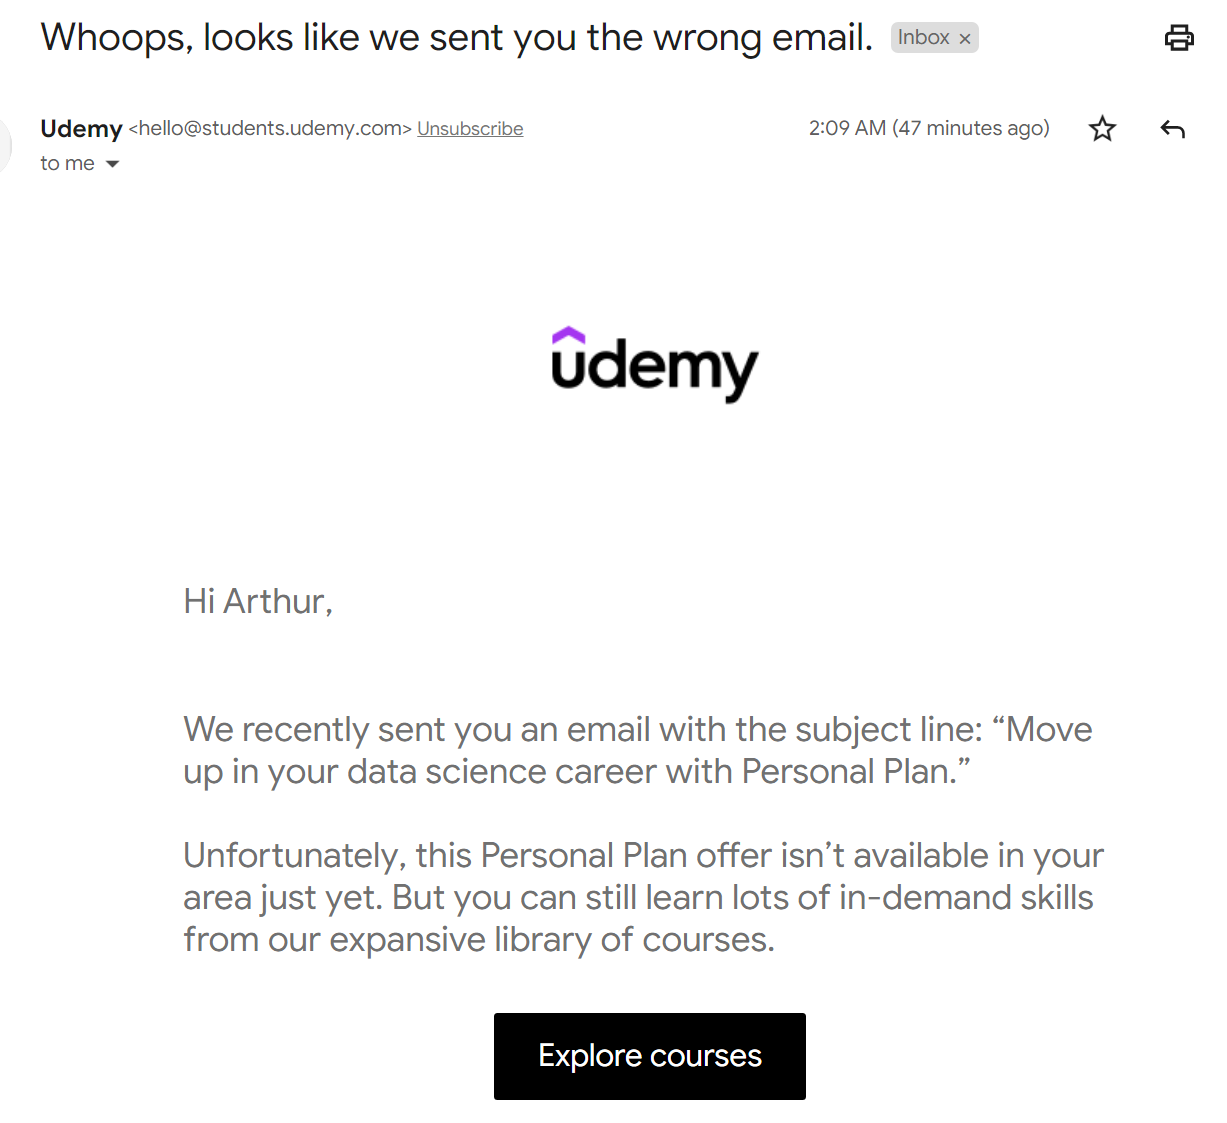 Whoops, looks like we sent you the wrong email. Inbox ×
Udemy <hello@students.udemy.com> Unsubscribe 2:09 AM (47 minutes ago)
to me
udemy
Hi Arthur,
We recently sent you an email with the subject line: “Move
up in your data science career with Personal Plan.”
Unfortunately, this Personal Plan offer isn’t available in your
area just yet. But you can still learn lots of in-demand skills
from our expansive library of courses.
Explore courses